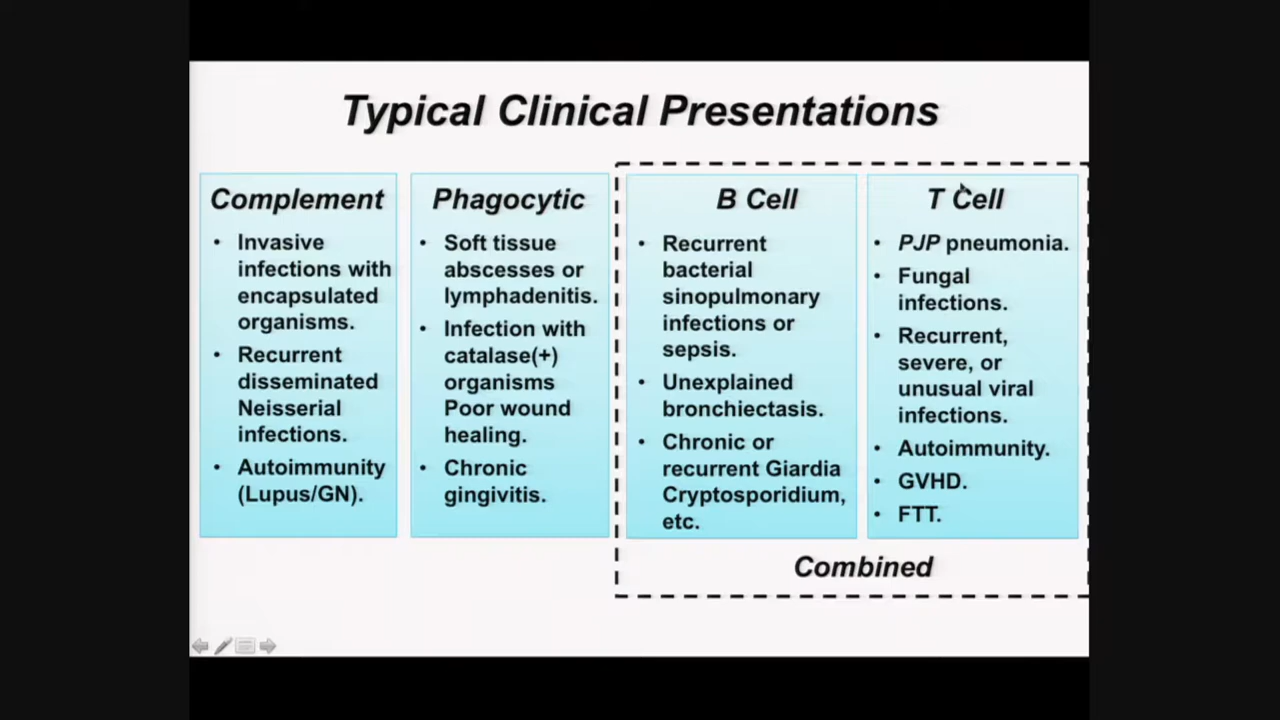 Typical Clinical Presentations
Complement
• Invasive
infections with
encapsulated
organisms.
• Recurrent
disseminated
Neisserial
infections.
• Autoimmunity
(Lupus/GN).
Phagocytic
• Soft tissue
abscesses or
lymphadenitis.
• Infection with
catalase(+)
organisms
Poor wound
healing.
• Chronic
gingivitis.
B Cell
• Recurrent
bacterial
sinopulmonary
infections or
sepsis.
• Unexplained
bronchiectasis.
• Chronic or
recurrent Giardia
Cryptosporidium,
etc.
T Cell
• PJP pneumonia.
• Fungal
infections.
• Recurrent,
severe, or
unusual viral
infections.
• Autoimmunity.
• GVHD.
• FTT.
Combined